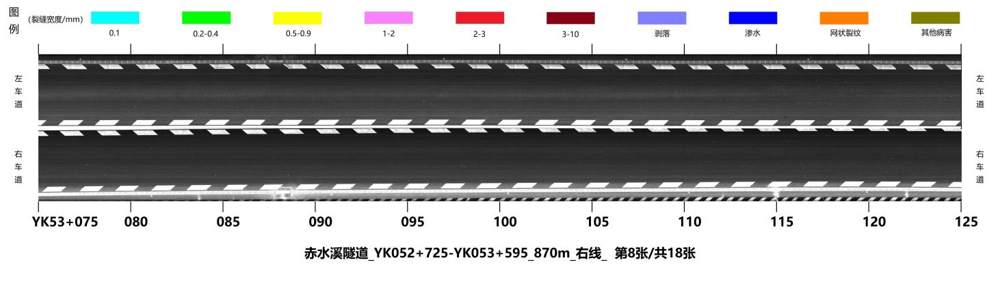 图例
(裂缝宽度/mm)
0.1 0.2-0.4 0.5-0.9 1-2 2-3 3-10 剥落 渗水 网状裂纹 其他病害
左车道 左车道
右车道 右车道
YK53+075 080 085 090 095 100 105 110 115 120 125
赤水溪隧道_YK052+725-YK053+595_870m_右线_ 第8张/共18张